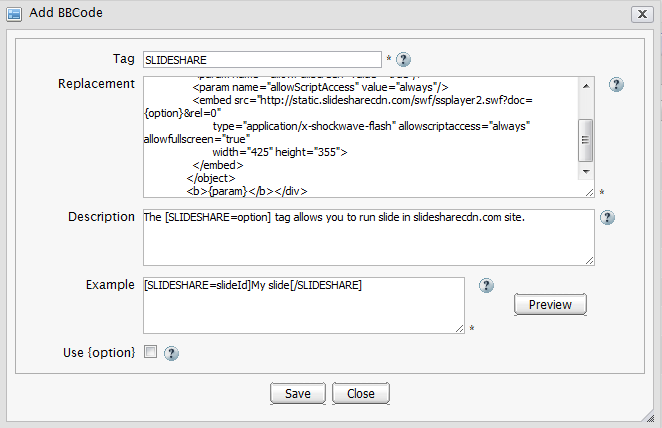 Add BBCode
Tag
SLIDESHARE
*
Replacement
<param name="allowScriptAccess" value="always"/>
<embed src="http://static.slidesharecdn.com/swf/ssplayer2.swf?doc=
{option}&rel=0"
type="application/x-shockwave-flash" allowscriptaccess="always"
allowfullscreen="true"
width="425" height="355">
</embed>
</object>
<b>{param}</b></div>
*
Description
The [SLIDESHARE=option] tag allows you to run slide in slidesharecdn.com site.
Example
[SLIDESHARE=slideId]My slide[/SLIDESHARE]
*
Preview
Use {option}
Save
Close